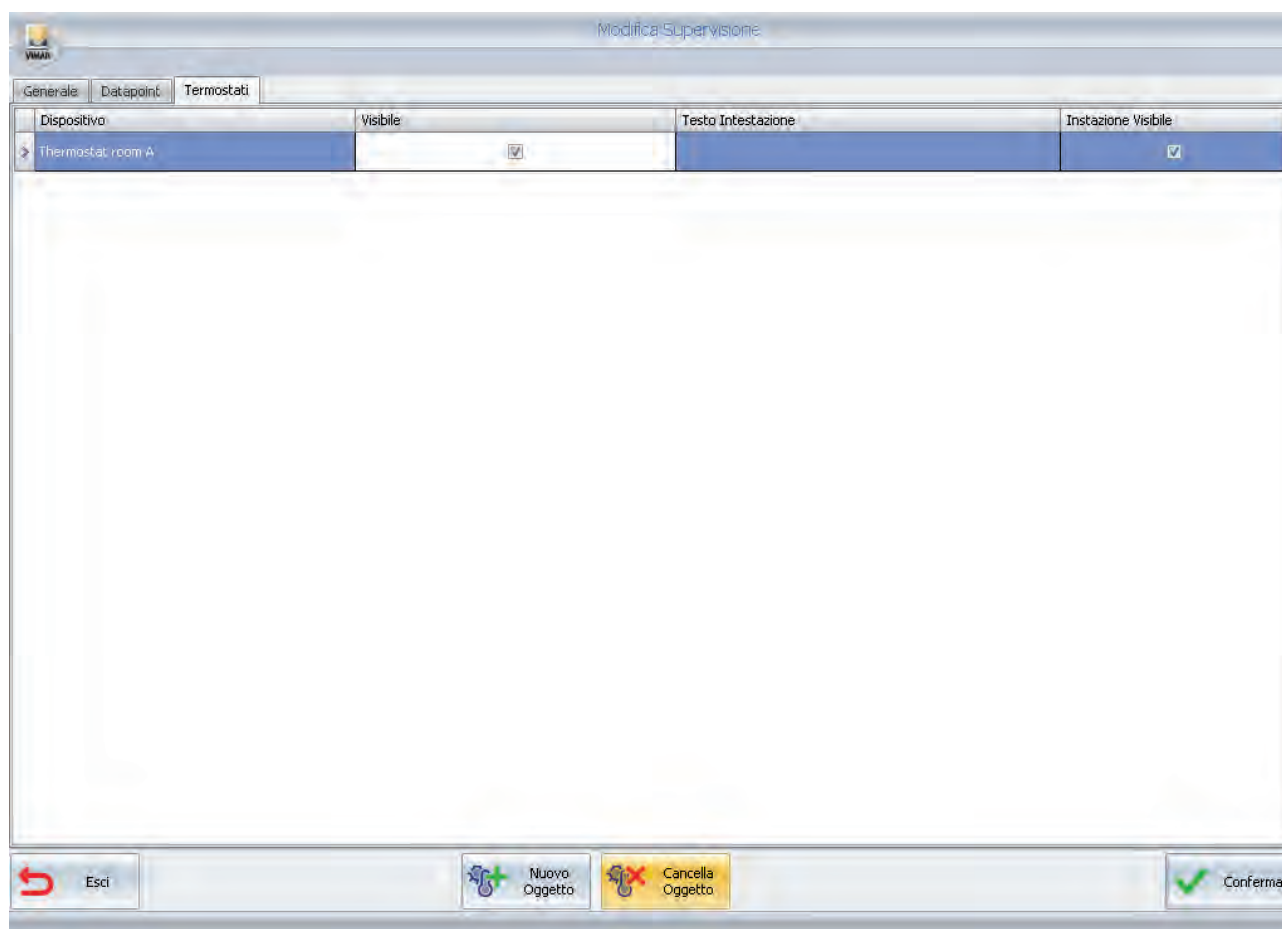 Modifica Supervisione
VIMAR
Generale Datapoint Termostati
Dispositivo Visibile Testo Intestazione Instazione Visibile
Thermostat room A
Esci
Nuovo
Oggetto
Cancella
Oggetto
Conferma